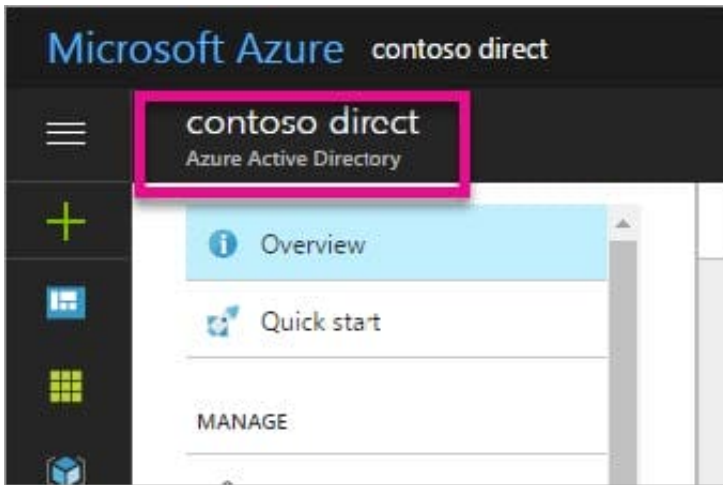 Microsoft Azure contoso direct
contoso direct
Azure Active Directory
Overview
Quick start
MANAGE